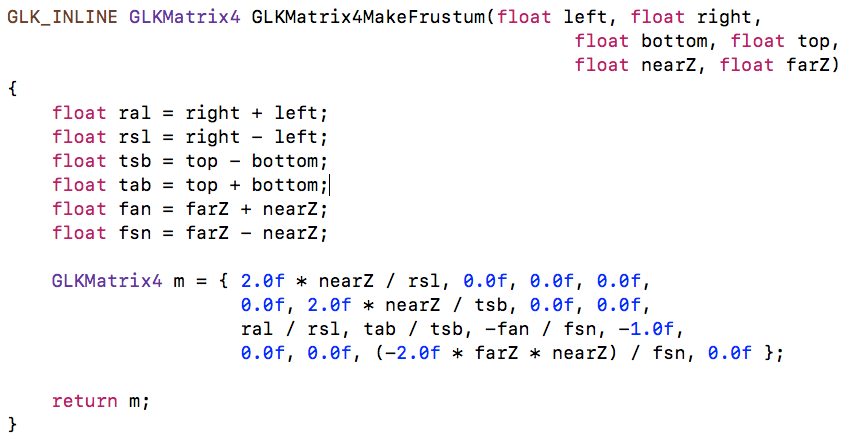 GLK_INLINE GLKMatrix4 GLKMatrix4MakeFrustum(float left, float right,
float bottom, float top,
float nearZ, float farZ)
{
float ral = right + left;
float rsl = right - left;
float tsb = top - bottom;
float tab = top + bottom;
float fan = farZ + nearZ;
float fsn = farZ - nearZ;
GLKMatrix4 m = { 2.0f * nearZ / rsl, 0.0f, 0.0f, 0.0f,
0.0f, 2.0f * nearZ / tsb, 0.0f, 0.0f,
ral / rsl, tab / tsb, -fan / fsn, -1.0f,
0.0f, 0.0f, (-2.0f * farZ * nearZ) / fsn, 0.0f };
return m;
}